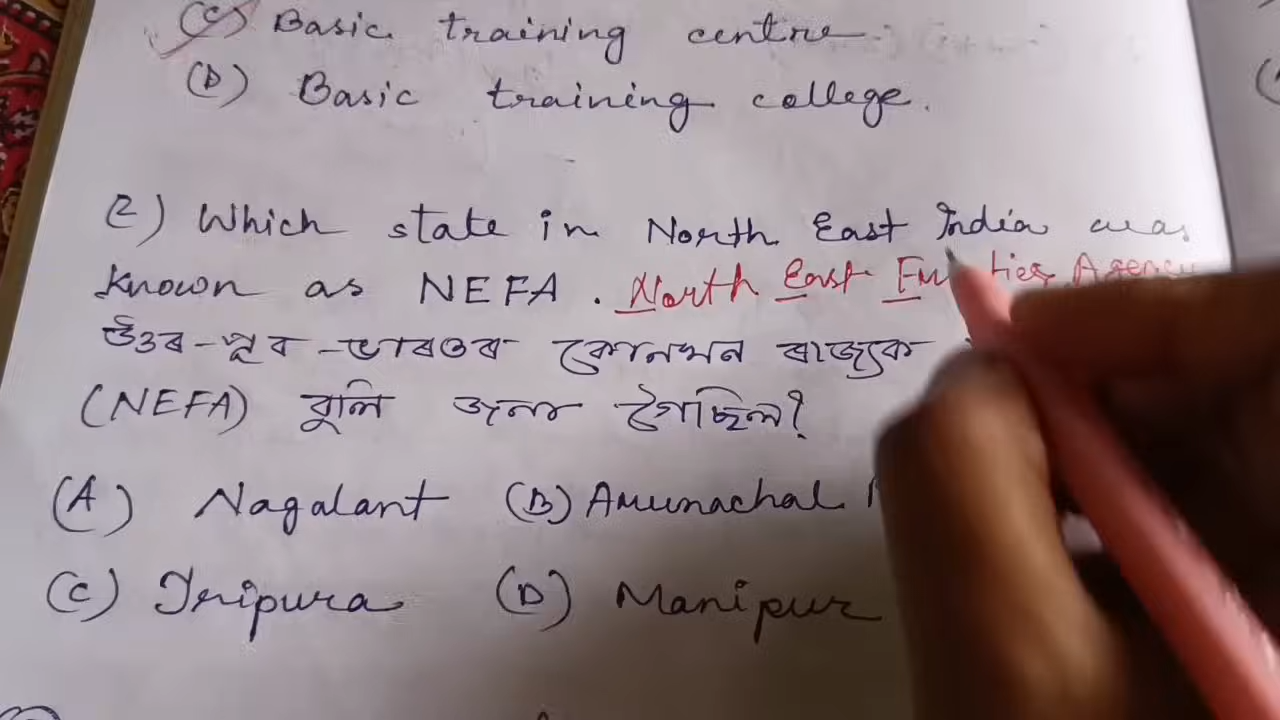 (C) Basic training centre
(D) Basic training college.
2) Which state in North East India was
known as NEFA. North East Agency
উত্তৰ-পূব-ভাৰতৰ কোনখন ৰাজ্যক
(NEFA) বুলি জনা গৈছিল?
(A) Nagalant (B) Arunachal
(C) Tripura (D) Manipur